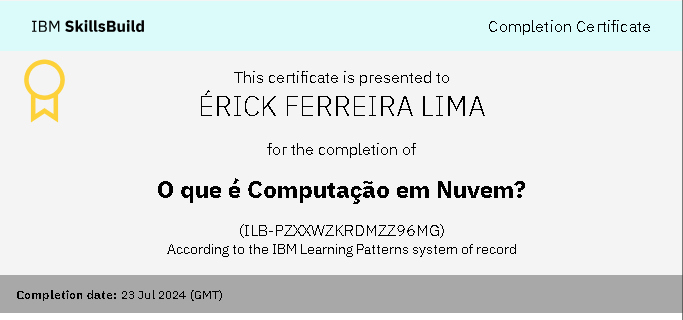 IBM SkillsBuild
Completion Certificate
This certificate is presented to
ÉRICK FERREIRA LIMA
for the completion of
O que é Computação em Nuvem?
(ILB-PZXXWZKRDMZZ96MG)
According to the IBM Learning Patterns system of record
Completion date: 23 Jul 2024 (GMT)